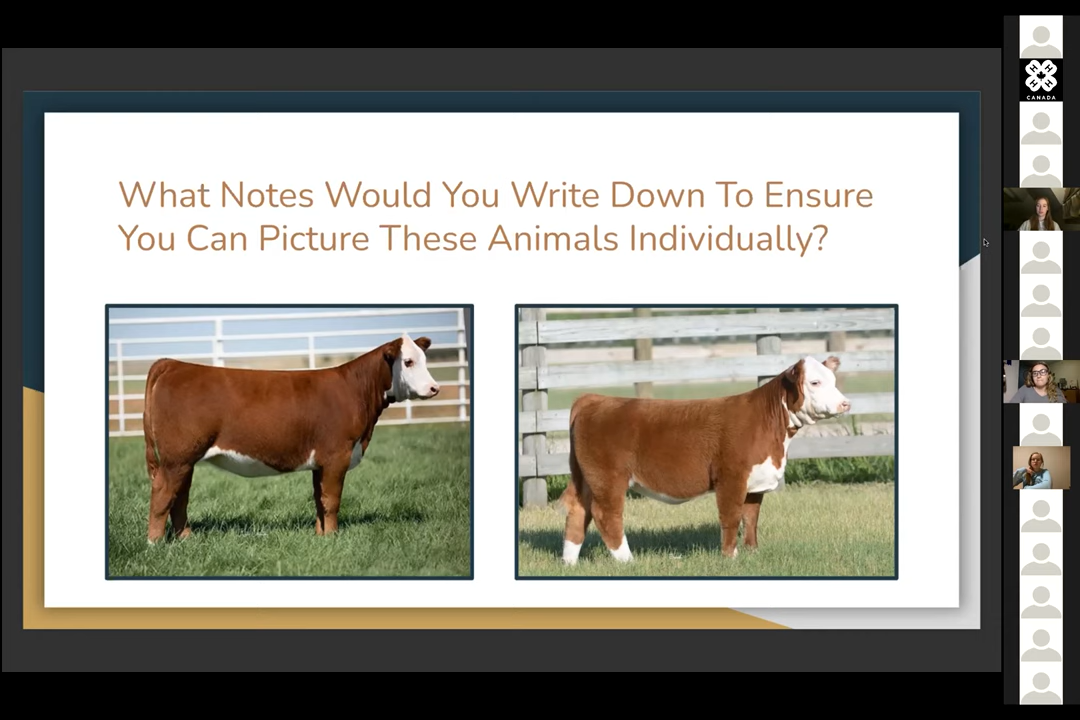 What Notes Would You Write Down To Ensure
You Can Picture These Animals Individually?
H H
H H
CANADA